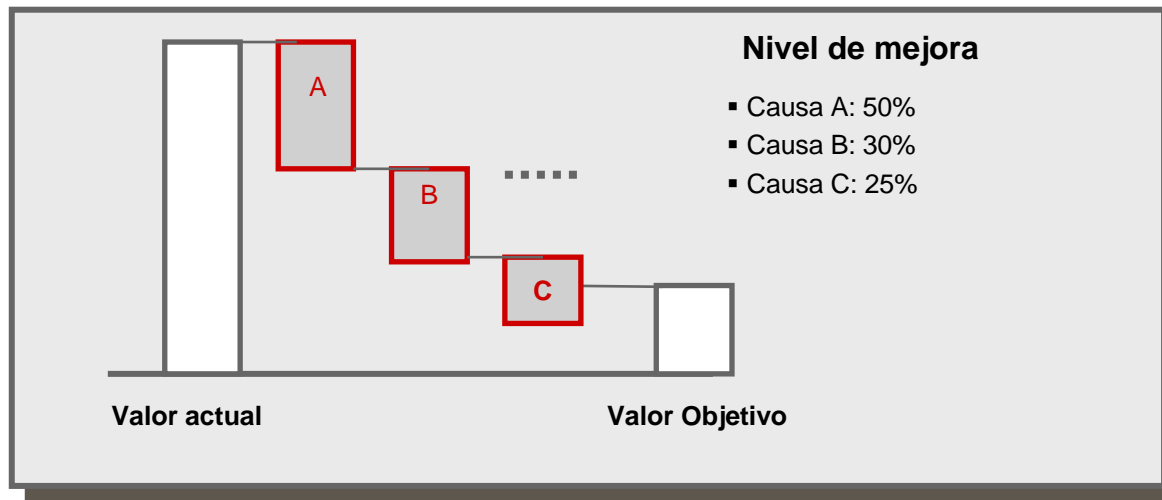 Nivel de mejora
▪ Causa A: 50%
▪ Causa B: 30%
▪ Causa C: 25%
A
B
C
Valor actual
Valor Objetivo